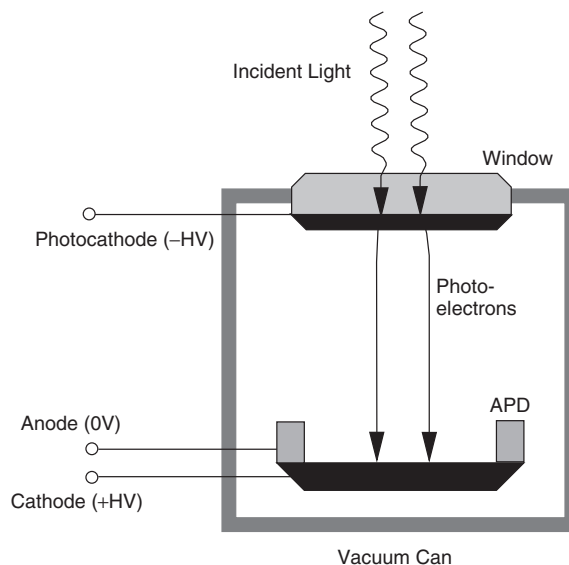 Incident Light
Window
Photocathode (–HV)
Photo-
electrons
Anode (0V)
APD
Cathode (+HV)
Vacuum Can